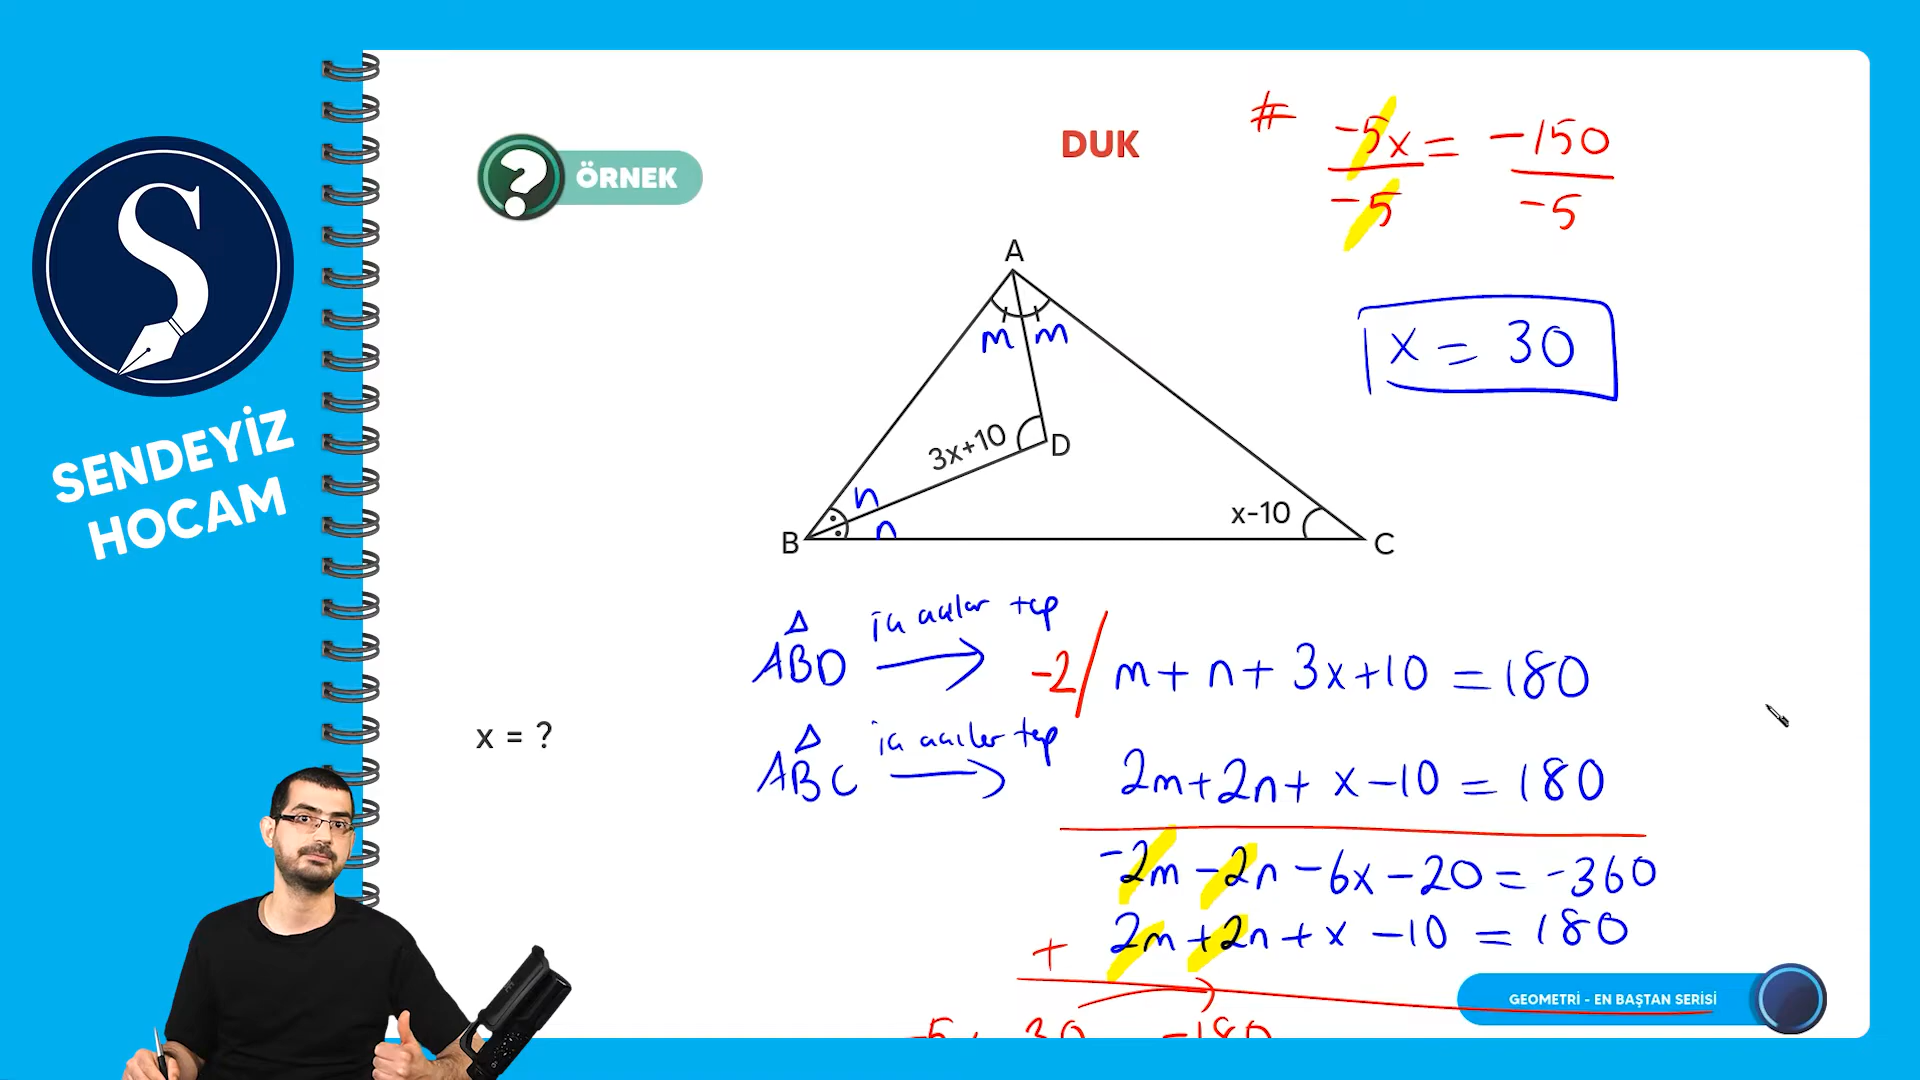 SENDEYİZ
HOCAM
ÖRNEK
DUK
# -5x = -150
-5 -5
x = 30
A
m m
3x+10
D
n
n
B
x-10
C
ABD iç açılar top -2/ m + n + 3x+10 = 180
x = ?
ABC iç açılar top 2m+2n+ x-10 = 180
-2m -2n -6x -20 = -360
+ 2m +2n + x -10 = 180
GEOMETRİ - EN BAŞTAN SERİSİ
30 -180